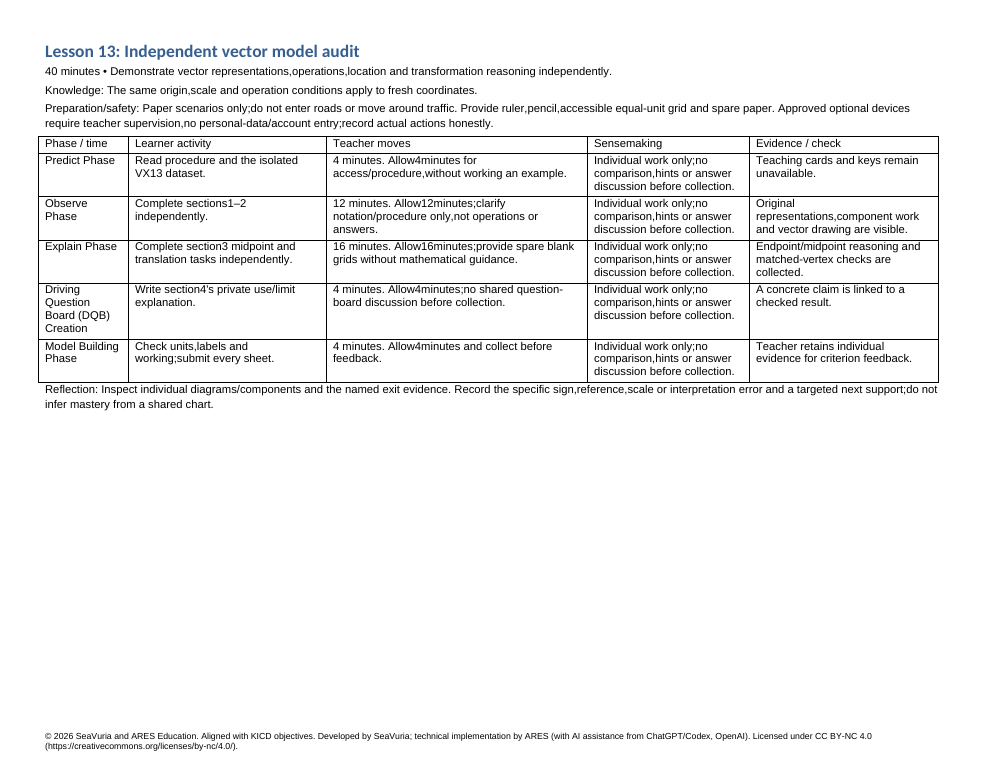 Lesson 13: Independent vector model audit
40 minutes • Demonstrate vector representations,operations,location and transformation reasoning independently.
Knowledge: The same origin,scale and operation conditions apply to fresh coordinates.
Preparation/safety: Paper scenarios only;do not enter roads or move around traffic. Provide ruler,pencil,accessible equal-unit grid and spare paper. Approved optional devices
require teacher supervision,no personal-data/account entry;record actual actions honestly.
Phase / time
Learner activity
Teacher moves
Sensemaking
Evidence / check
Predict Phase
Read procedure and the isolated
VX13 dataset.
4 minutes. Allow4minutes for
access/procedure,without working an example.
Individual work only;no
comparison,hints or answer
discussion before collection.
Teaching cards and keys remain
unavailable.
Observe
Phase
Complete sections1–2
independently.
12 minutes. Allow12minutes;clarify
notation/procedure only,not operations or
answers.
Individual work only;no
comparison,hints or answer
discussion before collection.
Original
representations,component work
and vector drawing are visible.
Explain Phase
Complete section3 midpoint and
translation tasks independently.
16 minutes. Allow16minutes;provide spare blank
grids without mathematical guidance.
Individual work only;no
comparison,hints or answer
discussion before collection.
Endpoint/midpoint reasoning and
matched-vertex checks are
collected.
Driving
Question
Board (DQB)
Creation
Write section4's private use/limit
explanation.
4 minutes. Allow4minutes;no shared question-
board discussion before collection.
Individual work only;no
comparison,hints or answer
discussion before collection.
A concrete claim is linked to a
checked result.
Model Building
Phase
Check units,labels and
working;submit every sheet.
4 minutes. Allow4minutes and collect before
feedback.
Individual work only;no
comparison,hints or answer
discussion before collection.
Teacher retains individual
evidence for criterion feedback.
Reflection: Inspect individual diagrams/components and the named exit evidence. Record the specific sign,reference,scale or interpretation error and a targeted next support;do not
infer mastery from a shared chart.
© 2026 SeaVuria and ARES Education. Aligned with KICD objectives. Developed by SeaVuria; technical implementation by ARES (with AI assistance from ChatGPT/Codex, OpenAI). Licensed under CC BY-NC 4.0
(https://creativecommons.org/licenses/by-nc/4.0/).